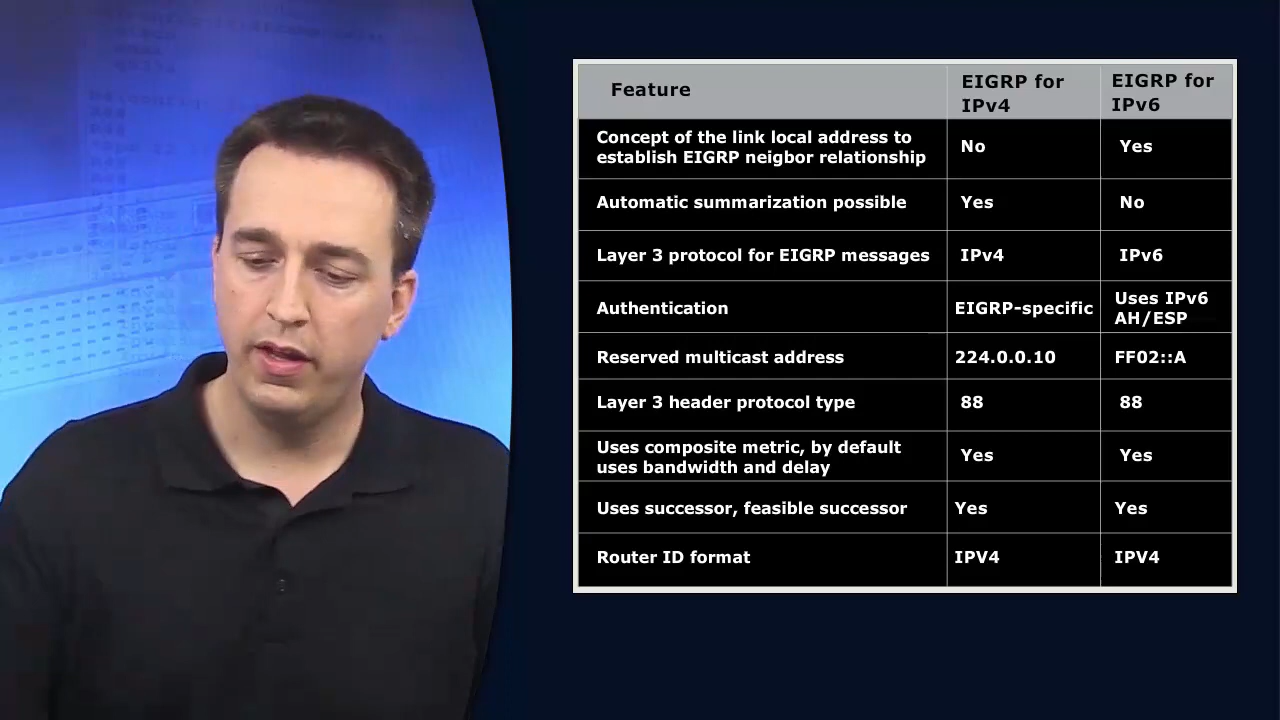 Feature EIGRP for IPv4 EIGRP for IPv6
Concept of the link local address to
establish EIGRP neigbor relationship No Yes
Automatic summarization possible Yes No
Layer 3 protocol for EIGRP messages IPv4 IPv6
Authentication EIGRP-specific Uses IPv6 AH/ESP
Reserved multicast address 224.0.0.10 FF02::A
Layer 3 header protocol type 88 88
Uses composite metric, by default
uses bandwidth and delay Yes Yes
Uses successor, feasible successor Yes Yes
Router ID format IPV4 IPV4